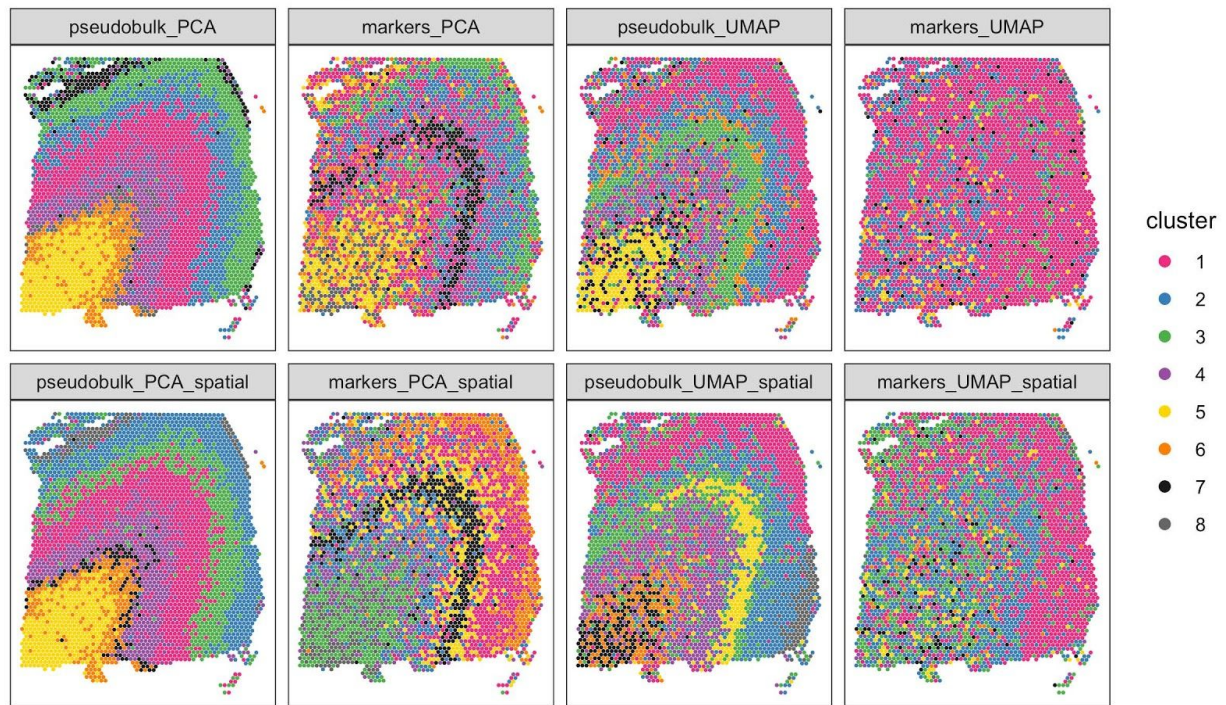 pseudobulk_PCA
markers_PCA
pseudobulk_UMAP
markers_UMAP
pseudobulk_PCA_spatial
markers_PCA_spatial
pseudobulk_UMAP_spatial
markers_UMAP_spatial
cluster
1
2
3
4
5
6
7
8